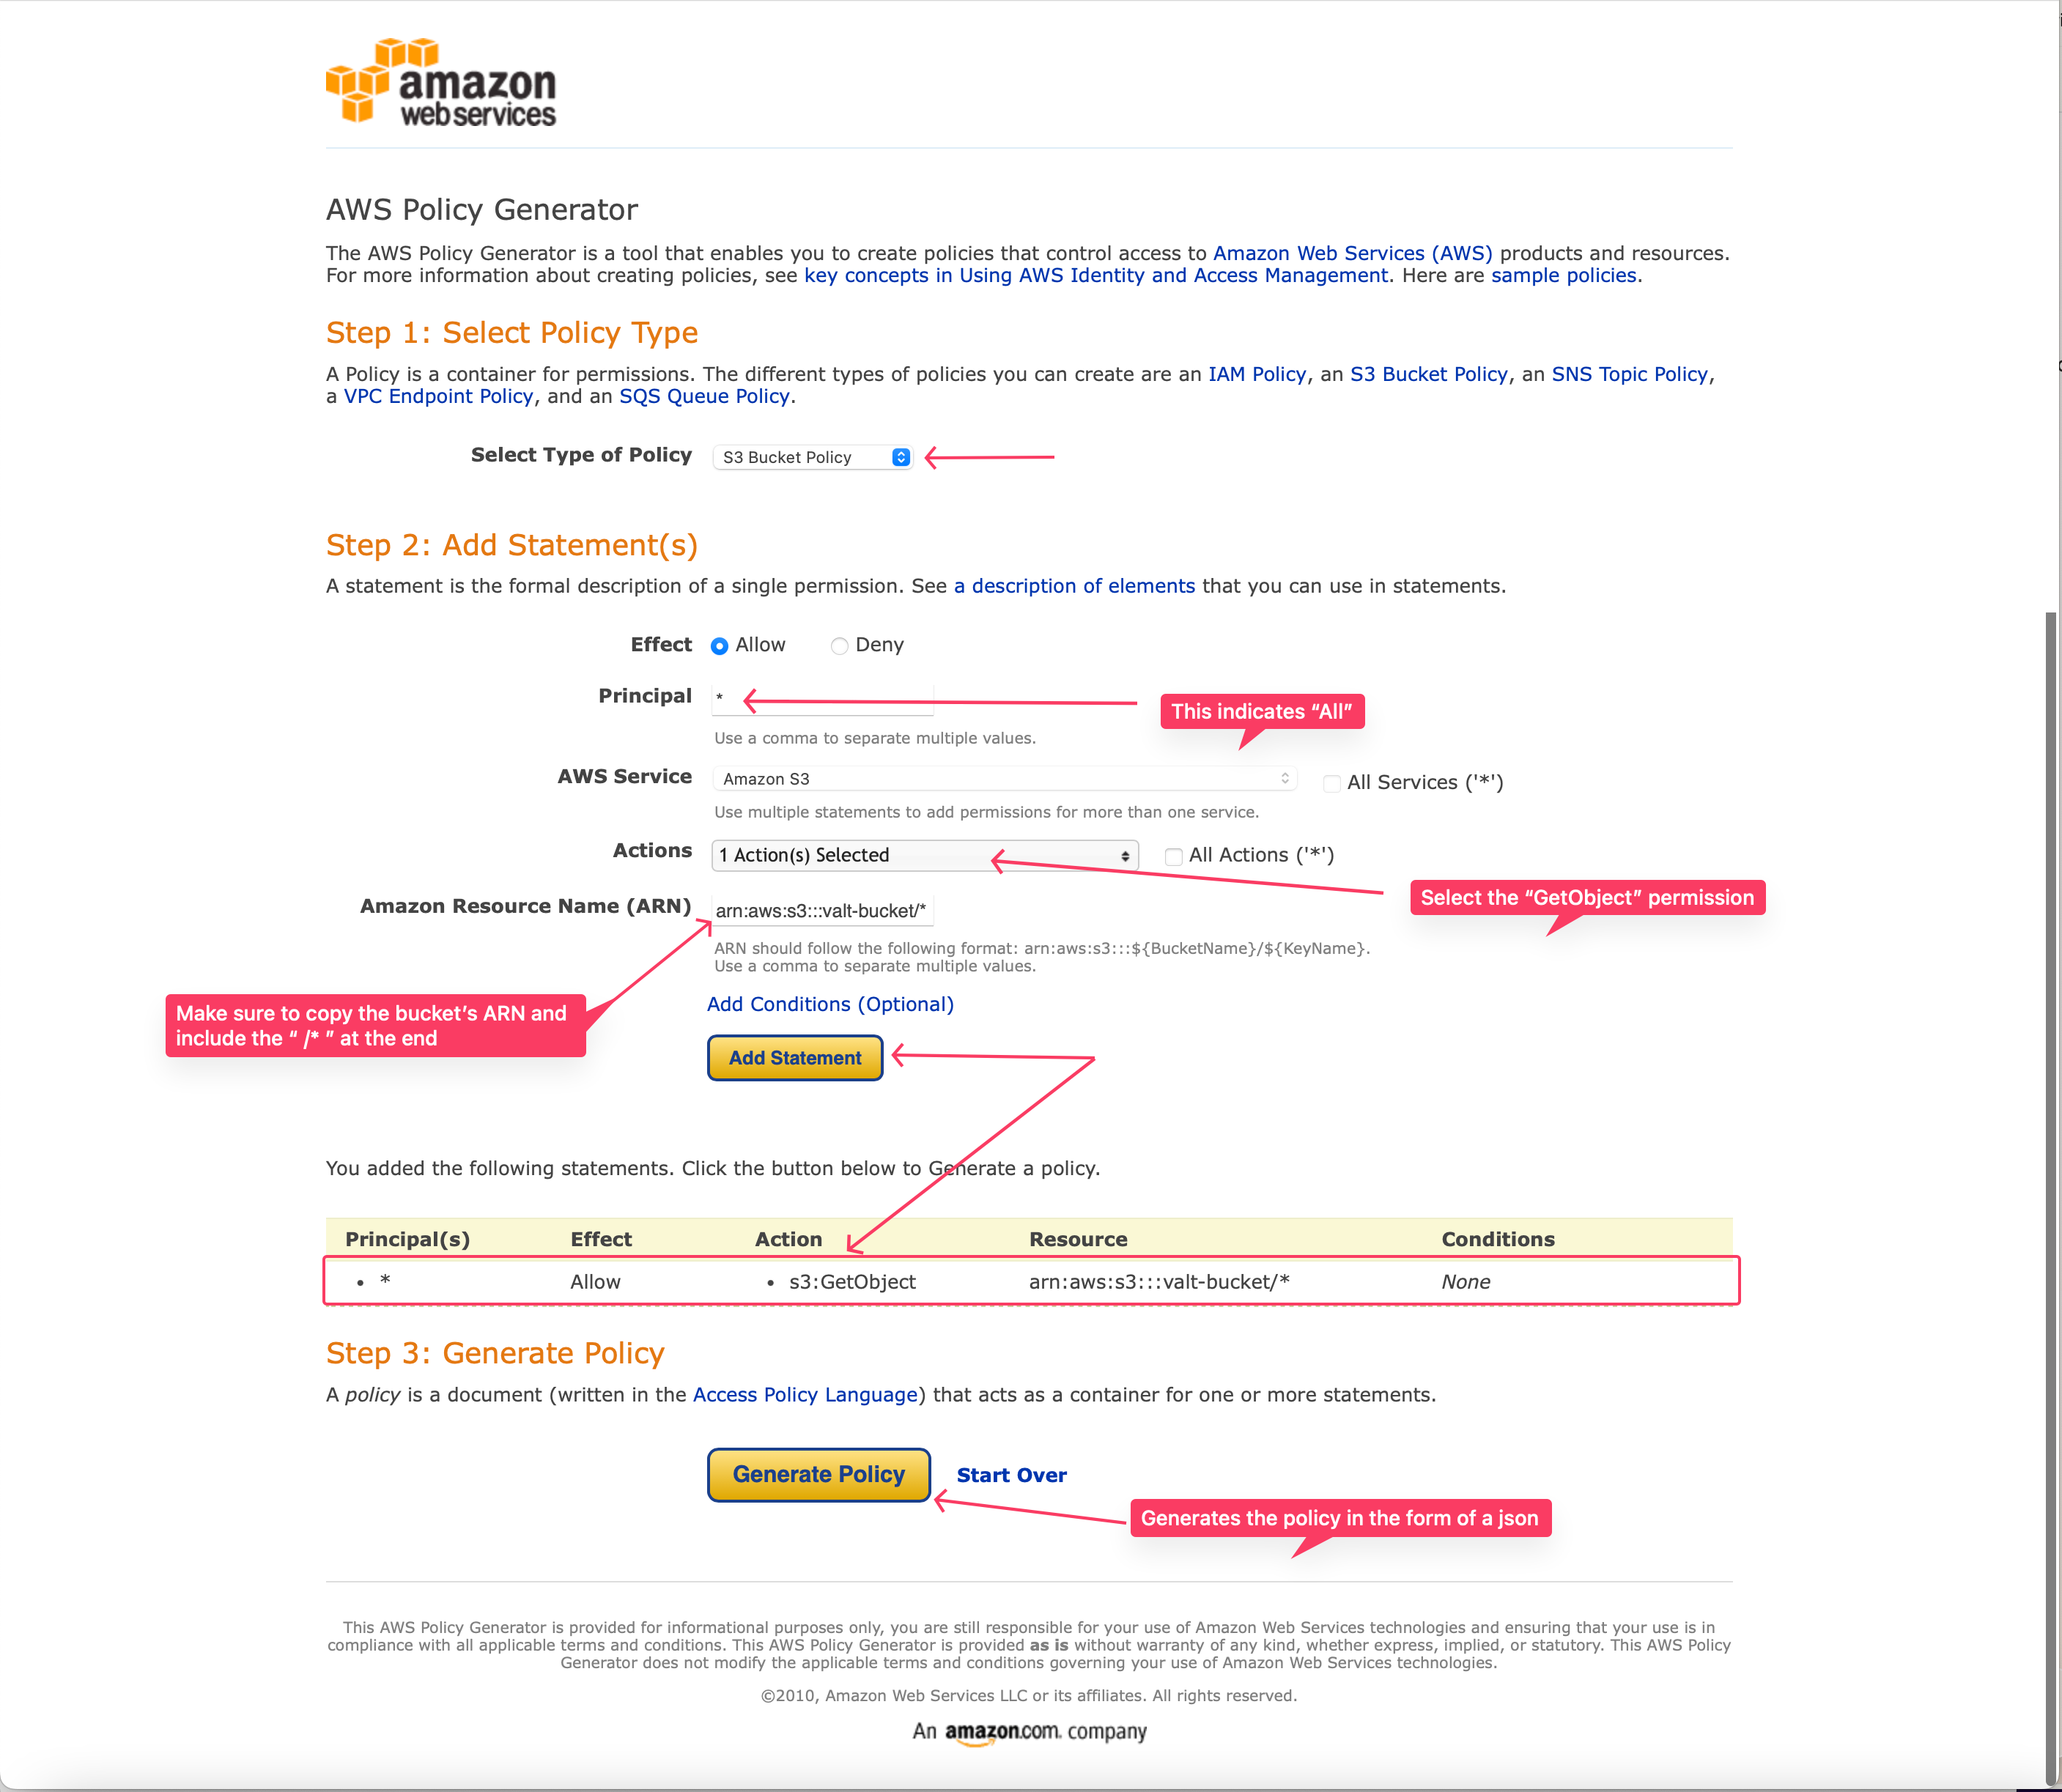 amazon
webservices
AWS Policy Generator
The AWS Policy Generator is a tool that enables you to create policies that control access to Amazon Web Services (AWS) products and resources.
For more information about creating policies, see key concepts in Using AWS Identity and Access Management. Here are sample policies.
Step 1: Select Policy Type
A Policy is a container for permissions. The different types of policies you can create are an IAM Policy, an S3 Bucket Policy, an SNS Topic Policy,
a VPC Endpoint Policy, and an SQS Queue Policy.
Select Type of Policy S3 Bucket Policy
Step 2: Add Statement(s)
A statement is the formal description of a single permission. See a description of elements that you can use in statements.
Effect Allow Deny
Principal *
This indicates “All”
Use a comma to separate multiple values.
AWS Service Amazon S3 All Services ('*')
Use multiple statements to add permissions for more than one service.
Actions 1 Action(s) Selected All Actions ('*')
Select the “GetObject” permission
Amazon Resource Name (ARN) arn:aws:s3:::valt-bucket/*
ARN should follow the following format: arn:aws:s3:::${BucketName}/${KeyName}.
Use a comma to separate multiple values.
Add Conditions (Optional)
Make sure to copy the bucket’s ARN and
include the “ /* ” at the end
Add Statement
You added the following statements. Click the button below to Generate a policy.
Principal(s) Effect Action Resource Conditions
• * Allow • s3:GetObject arn:aws:s3:::valt-bucket/* None
Step 3: Generate Policy
A policy is a document (written in the Access Policy Language) that acts as a container for one or more statements.
Generate Policy Start Over
Generates the policy in the form of a json
This AWS Policy Generator is provided for informational purposes only, you are still responsible for your use of Amazon Web Services technologies and ensuring that your use is in
compliance with all applicable terms and conditions. This AWS Policy Generator is provided as is without warranty of any kind, whether express, implied, or statutory. This AWS Policy
Generator does not modify the applicable terms and conditions governing your use of Amazon Web Services technologies.
©2010, Amazon Web Services LLC or its affiliates. All rights reserved.
An amazon.com. company